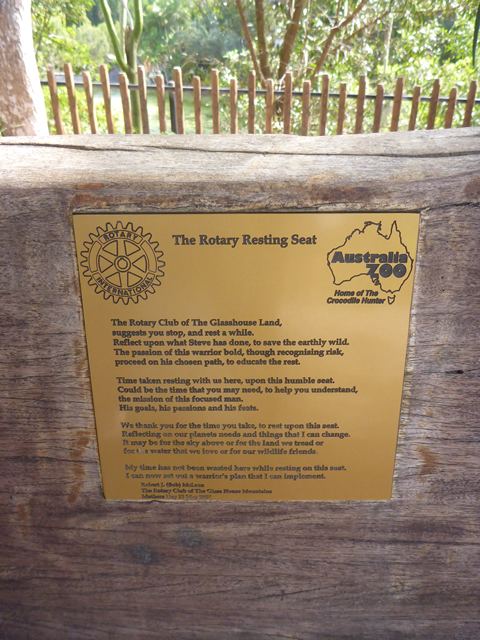 ROTARY
INTERNATIONAL
The Rotary Resting Seat
Australia
ZOO
Home of The
Crocodile Hunter
The Rotary Club of The Glasshouse Land,
suggests you stop, and rest a while.
Reflect upon what Steve has done, to save the earthly wild.
The passion of this warrior bold, though recognising risk,
proceed on his chosen path, to educate the rest.
Time taken resting with us here, upon this humble seat.
Could be the time that you may need, to help you understand,
the mission of this focused man.
His goals, his passions and his feats.
We thank you for the time you take, to rest upon this seat.
Reflecting on our planets needs and things that I can change.
It may be for the sky above or for the land we tread or
for the water that we love or for our wildlife friends.
My time has not been wasted here while resting on this seat.
I can now set out a warrior's plan that I can implement.
Robert J. (Bob) McLean
The Rotary Club of The Glass House Mountains
Mothers Day